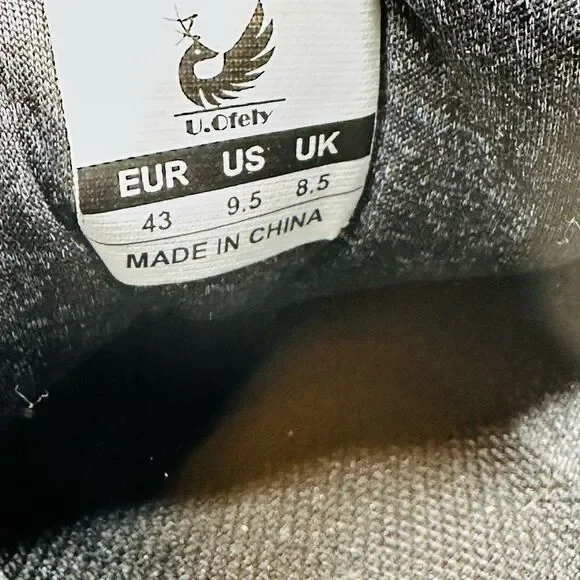 U.Ofely
EUR US UK
43 9.5 8.5
MADE IN CHINA